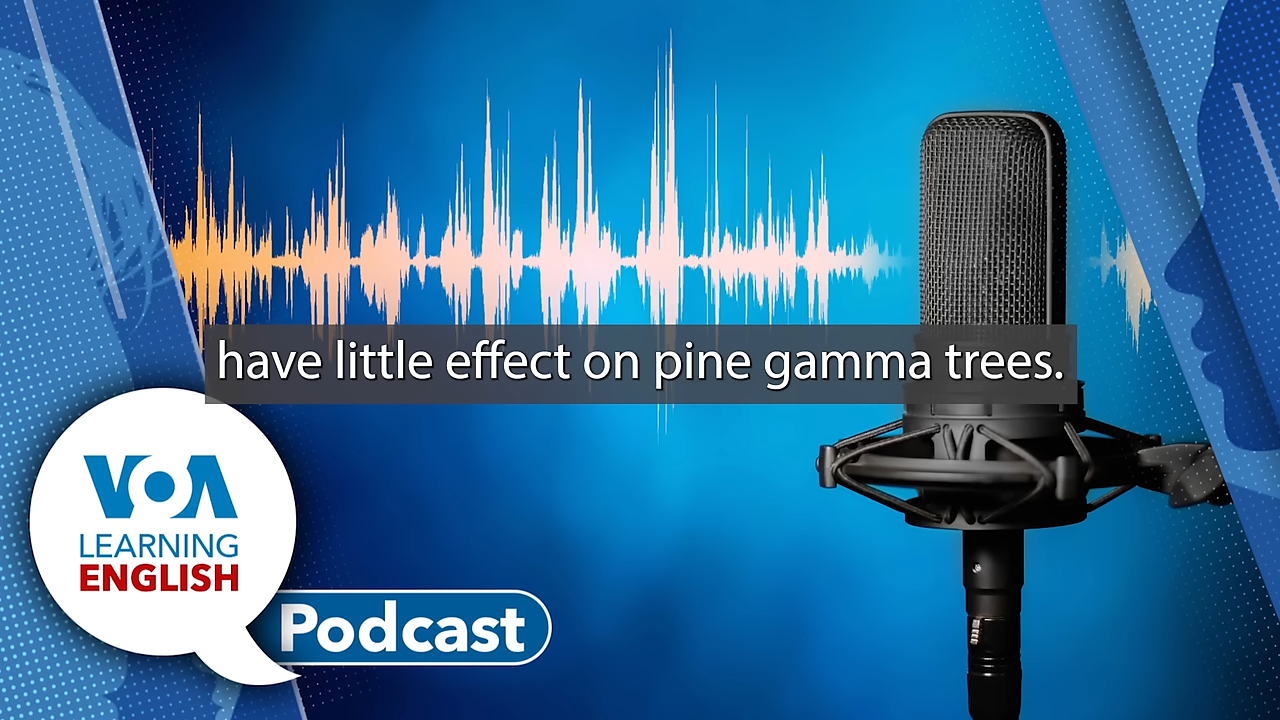 have little effect on pine gamma trees.
VOA
LEARNING
ENGLISH
Podcast